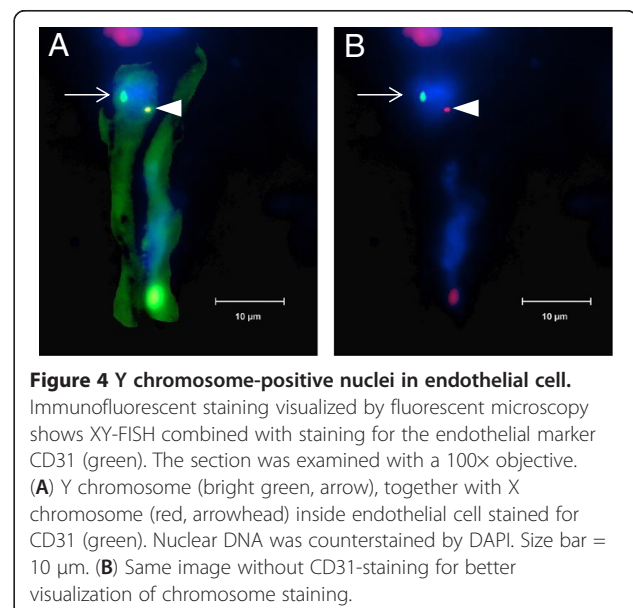 A
B
10 µm
10 µm
Figure 4 Y chromosome-positive nuclei in endothelial cell.
Immunofluorescent staining visualized by fluorescent microscopy
shows XY-FISH combined with staining for the endothelial marker
CD31 (green). The section was examined with a 100× objective.
(A) Y chromosome (bright green, arrow), together with X
chromosome (red, arrowhead) inside endothelial cell stained for
CD31 (green). Nuclear DNA was counterstained by DAPI. Size bar =
10 µm. (B) Same image without CD31-staining for better
visualization of chromosome staining.